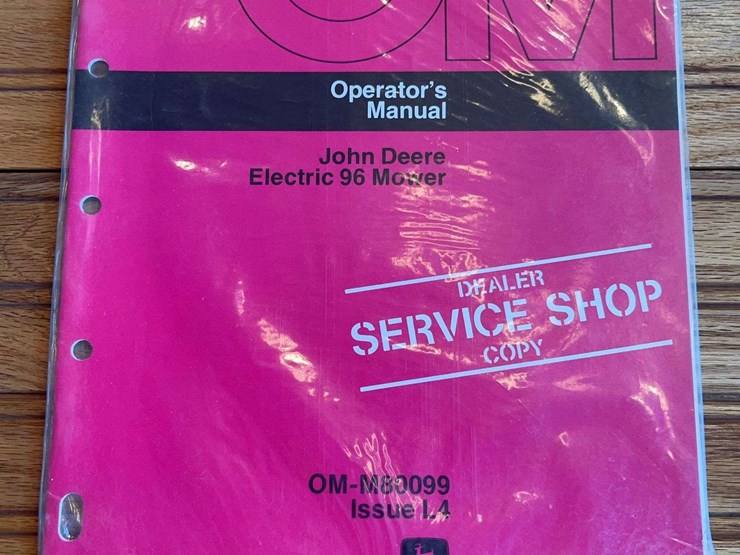 OM
Operator's
Manual
John Deere
Electric 96 Mower
DEALER
SERVICE SHOP
COPY
OM-M80099
Issue L4